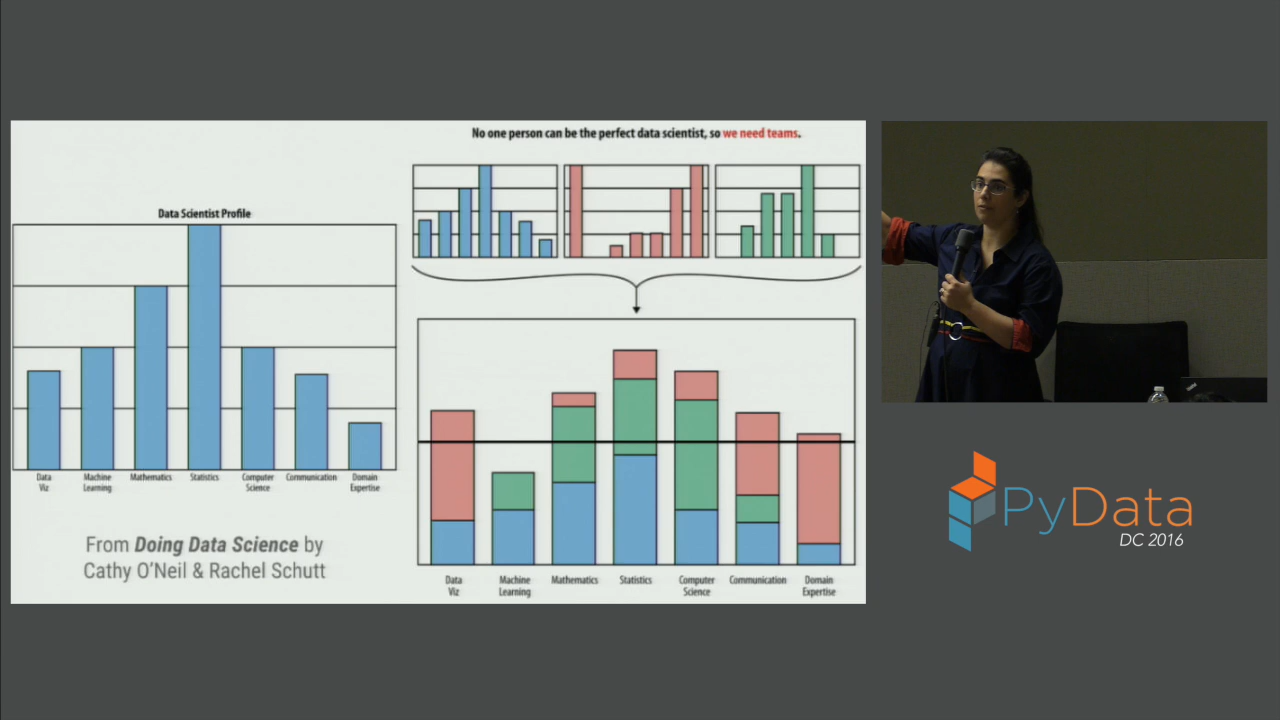 No one person can be the perfect data scientist, so we need teams.
Data Scientist Profile
Data
Viz
Machine
Learning
Mathematics
Statistics
Computer
Science
Communication
Domain
Expertise
From Doing Data Science by
Cathy O'Neil & Rachel Schutt
Data
Viz
Machine
Learning
Mathematics
Statistics
Computer
Science
Communication
Domain
Expertise
PyData
DC 2016